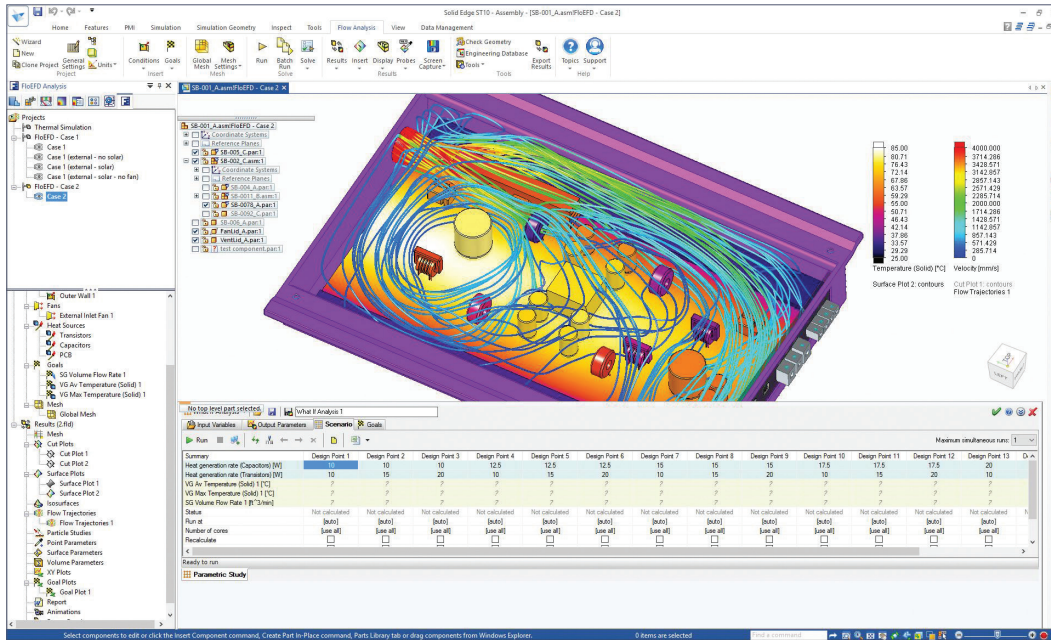 Solid Edge ST10 - Assembly - [SB-001_A.asm!FloEFD - Case 2]
Home Features PMI Simulation Simulation Geometry Inspect Tools Flow Analysis View Data Management
Wizard
New
Clone Project
General Settings
Units
Project
Conditions
Goals
Insert
Global Mesh
Mesh Settings
Mesh
Run
Batch Run
Solve
Solve
Results
Insert
Display
Probes
Screen Capture
Results
Check Geometry
Engineering Database
Tools
Export Results
Tools
Topics
Support
Help
FloEFD Analysis
SB-001_A.asm!FloEFD - Case 2
Projects
Thermal Simulation
FloEFD - Case 1
Case 1
Case 1 (external - no solar)
Case 1 (external - solar)
Case 1 (external - solar - no fan)
FloEFD - Case 2
Case 2
Outer Wall 1
Fans
External Inlet Fan 1
Heat Sources
Transistors
Capacitors
PCB
Goals
SG Volume Flow Rate 1
VG Av Temperature (Solid) 1
VG Max Temperature (Solid) 1
Mesh
Global Mesh
Results (2.fld)
Mesh
Cut Plots
Cut Plot 1
Cut Plot 2
Surface Plots
Surface Plot 1
Surface Plot 2
Isosurfaces
Flow Trajectories
Flow Trajectories 1
Particle Studies
Point Parameters
Surface Parameters
Volume Parameters
XY Plots
Goal Plots
Goal Plot 1
Report
Animations
SB-001_A.asm!FloEFD - Case 2
Coordinate Systems
Reference Planes
SB-005_C.par:1
SB-002_C.asm:1
Coordinate Systems
Reference Planes
SB-004_A.par:1
SB-0011_B.asm:1
SB-0078_A.par:1
SB-0092_C.par:1
SB-006_A.par:1
FanLid_A.par:1
VentLid_A.par:1
test component.par:1
85.00
80.71
76.43
72.14
67.86
63.57
59.29
55.00
50.71
46.43
42.14
37.86
33.57
29.29
25.00
Temperature (Solid) [°C]
Surface Plot 2: contours
4000.000
3714.286
3428.571
3142.857
2857.143
2571.429
2285.714
2000.000
1714.286
1428.571
1142.857
857.143
571.429
285.714
0
Velocity [mm/s]
Cut Plot 1: contours
Flow Trajectories 1
TOP
LEFT
No top level part selected.
What If Analysis 1
Input Variables Output Parameters Scenario Goals
Run
Maximum simultaneous runs: 1
Summary Design Point 1 Design Point 2 Design Point 3 Design Point 4 Design Point 5 Design Point 6 Design Point 7 Design Point 8 Design Point 9 Design Point 10 Design Point 11 Design Point 12 Design Point 13
Heat generation rate (Capacitors) [W] 10 10 10 12.5 12.5 12.5 15 15 15 17.5 17.5 17.5 20
Heat generation rate (Transistors) [W] 10 15 20 10 15 20 10 15 20 10 15 20 10
VG Av Temperature (Solid) 1 [°C] ? ? ? ? ? ? ? ? ? ? ? ? ?
VG Max Temperature (Solid) 1 [°C] ? ? ? ? ? ? ? ? ? ? ? ? ?
SG Volume Flow Rate 1 [ft^3/min] ? ? ? ? ? ? ? ? ? ? ? ? ?
Status Not calculated Not calculated Not calculated Not calculated Not calculated Not calculated Not calculated Not calculated Not calculated Not calculated Not calculated Not calculated Not calculated
Run at [auto] [auto] [auto] [auto] [auto] [auto] [auto] [auto] [auto] [auto] [auto] [auto] [auto]
Number of cores [use all] [use all] [use all] [use all] [use all] [use all] [use all] [use all] [use all] [use all] [use all] [use all] [use all]
Recalculate
Ready to run
Parametric Study
Select components to edit or click the Insert Component command, Create Part In-Place command, Parts Library tab or drag components from Windows Explorer.
0 items are selected
Find a command